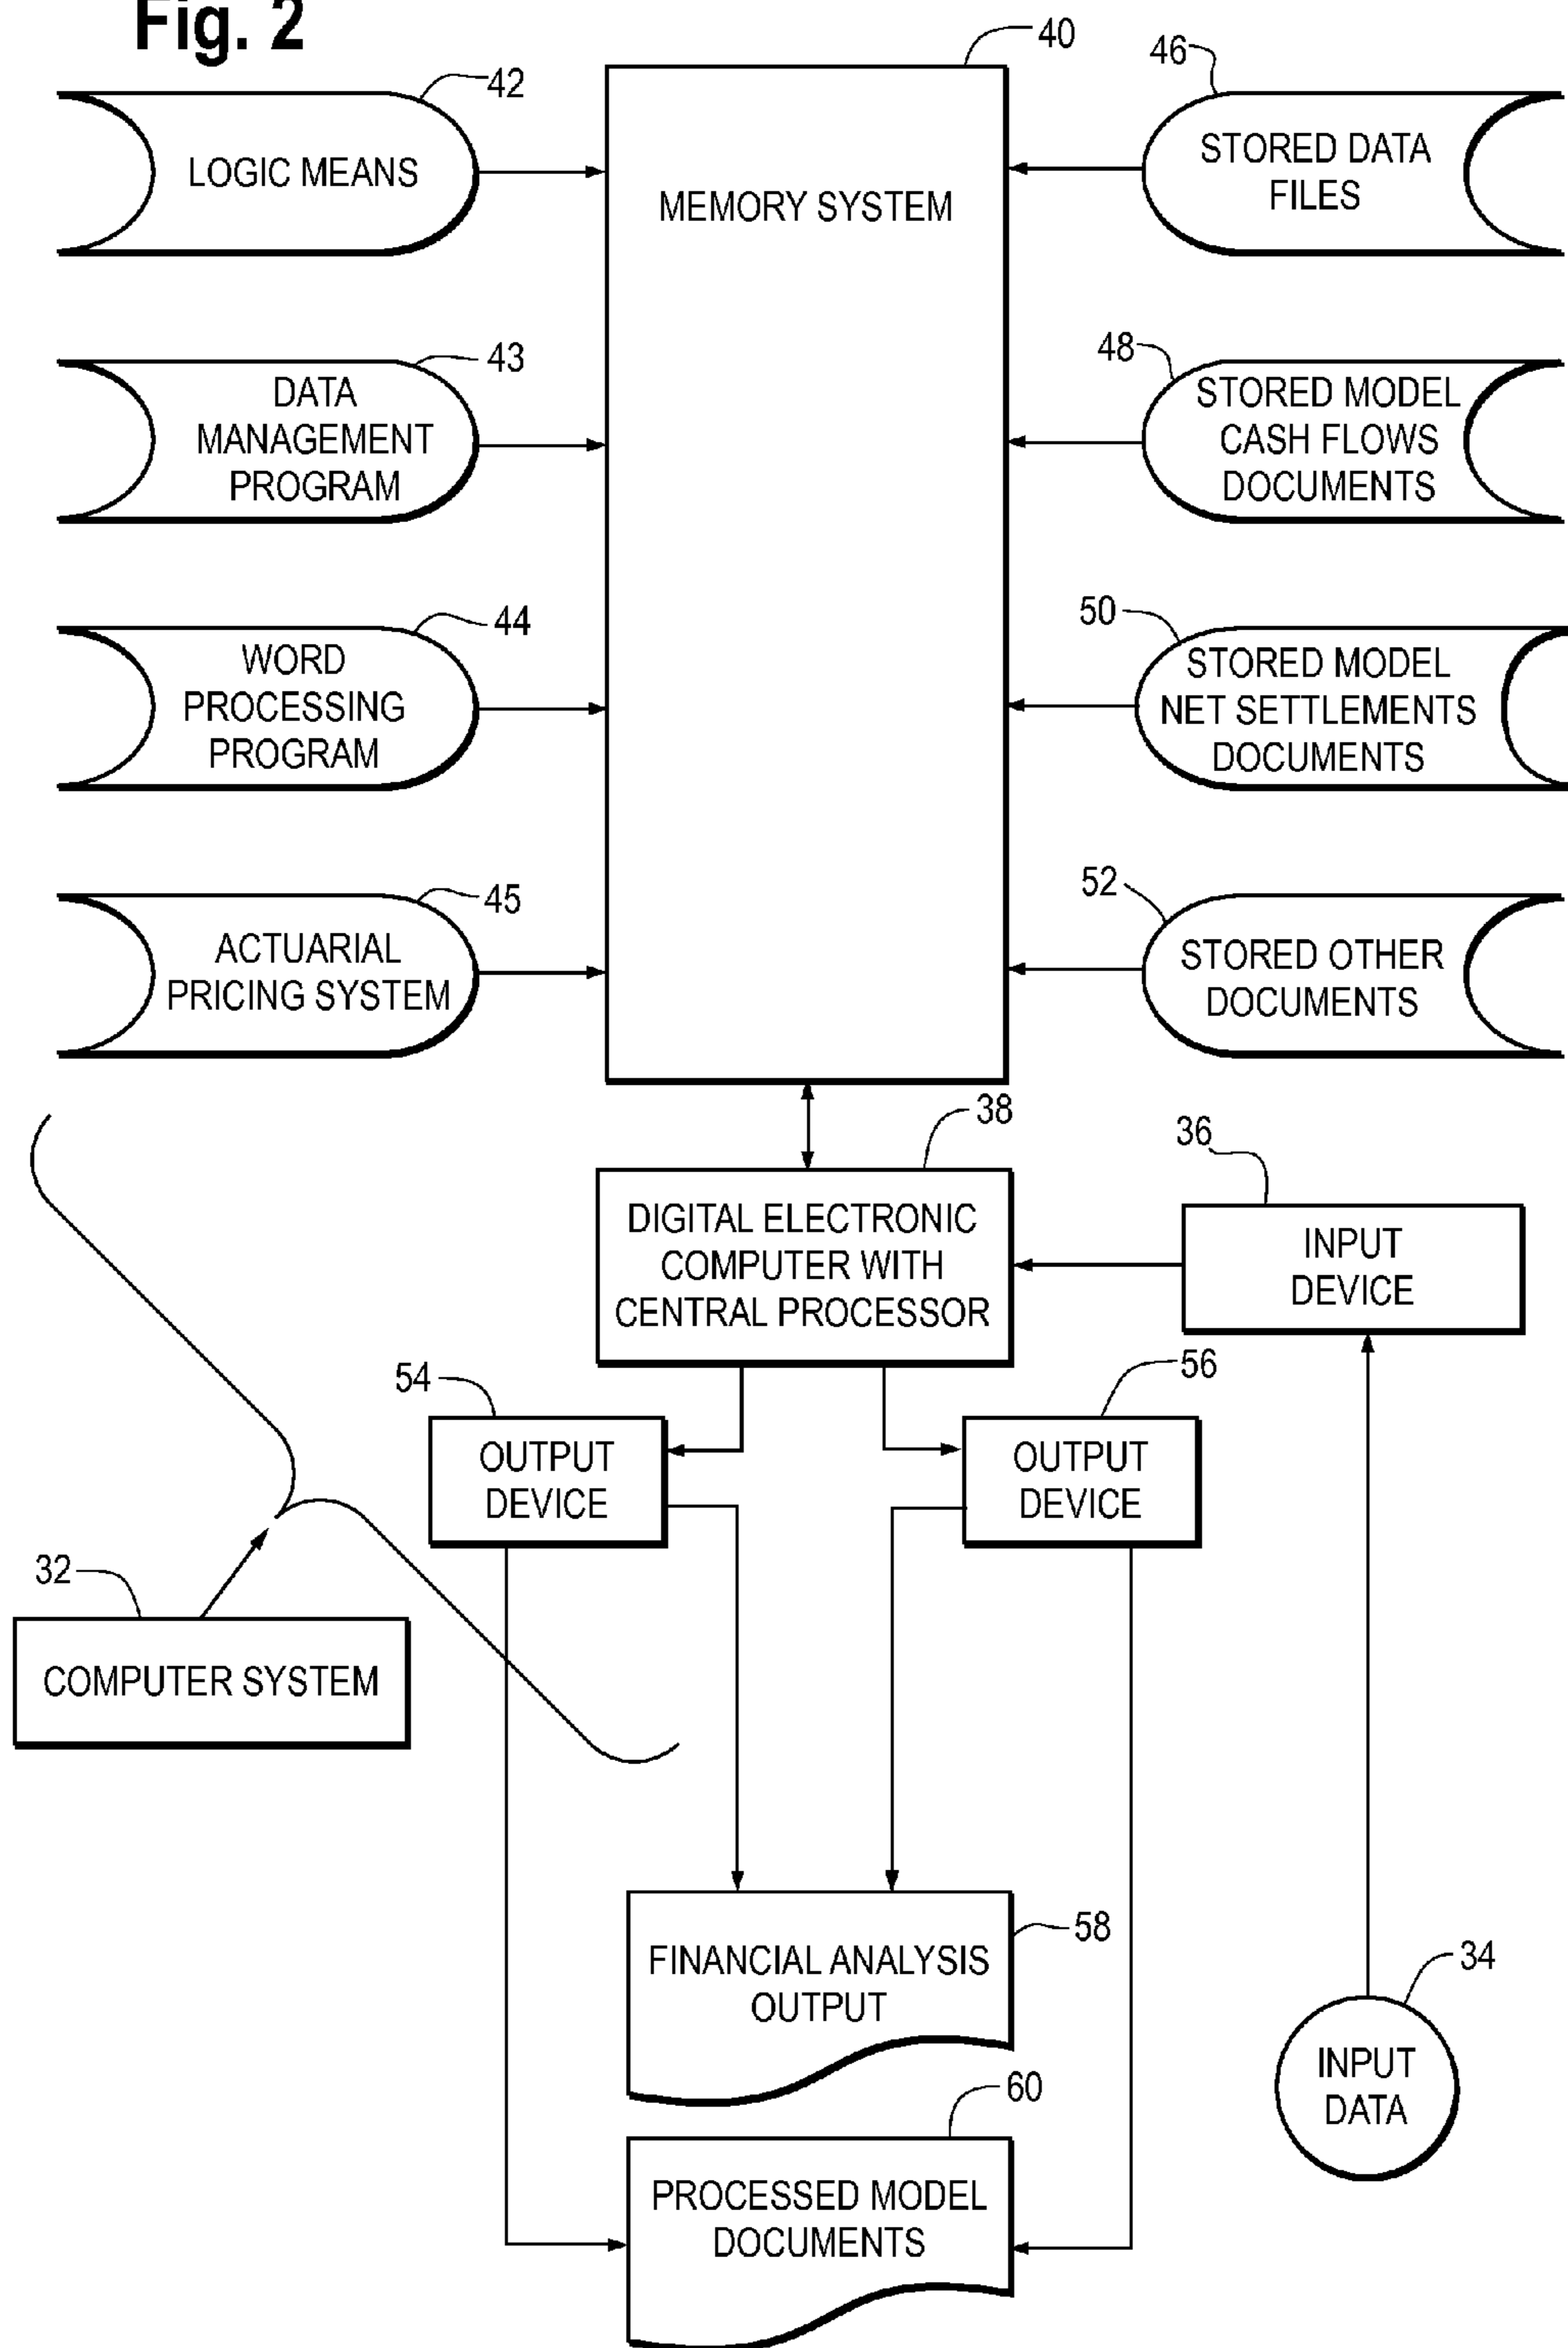 Fig. 2
40
42
46
LOGIC MEANS
MEMORY SYSTEM
STORED DATA
FILES
43
48
DATA
MANAGEMENT
PROGRAM
STORED MODEL
CASH FLOWS
DOCUMENTS
44
50
WORD
PROCESSING
PROGRAM
STORED MODEL
NET SETTLEMENTS
DOCUMENTS
45
52
ACTUARIAL
PRICING SYSTEM
STORED OTHER
DOCUMENTS
38
36
DIGITAL ELECTRONIC
COMPUTER WITH
CENTRAL PROCESSOR
INPUT
DEVICE
54
56
OUTPUT
DEVICE
OUTPUT
DEVICE
32
COMPUTER SYSTEM
58
FINANCIAL ANALYSIS
OUTPUT
34
INPUT
DATA
60
PROCESSED MODEL
DOCUMENTS